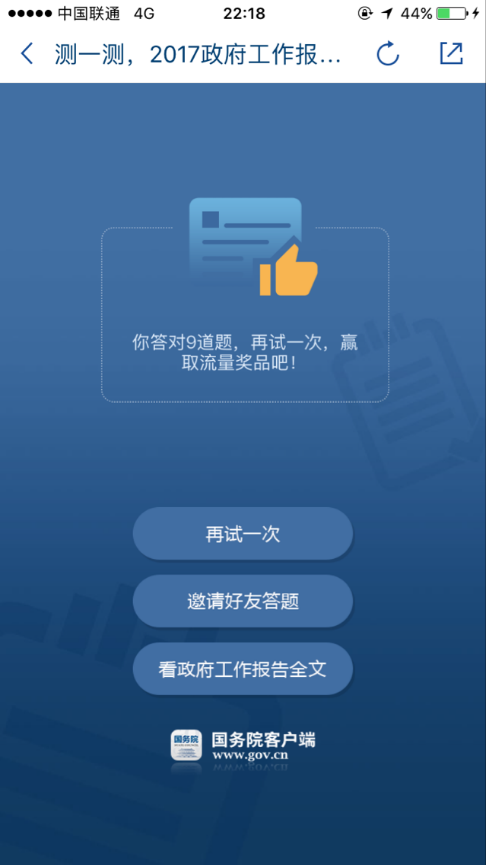 中国联通 4G 22:18 44%
测一测，2017政府工作报...
你答对9道题，再试一次，赢
取流量奖品吧！
再试一次
邀请好友答题
看政府工作报告全文
国务院 国务院客户端
www.gov.cn